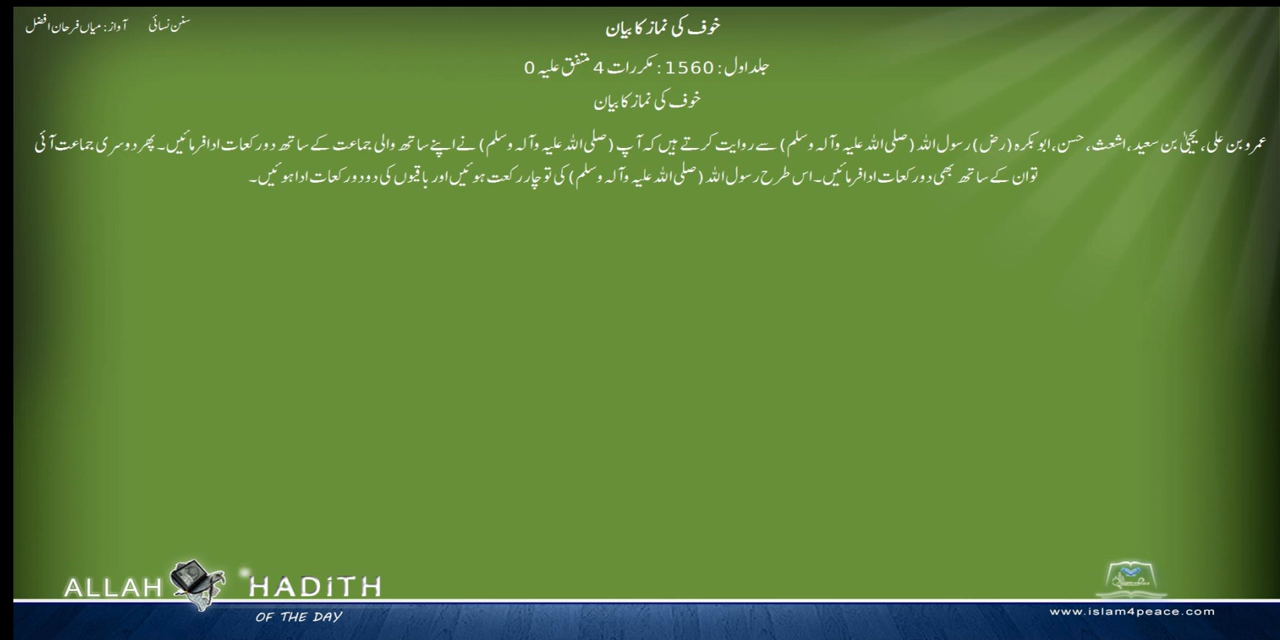 خوف کی نماز کا بیان
سنن نسائی آواز: میاں فرحان افضل
جلد اول : 1560 : مکررات 4 متفق علیہ 0
خوف کی نماز کا بیان
عمرو بن علی، یحیٰی بن سعید، اشعث، حسن، ابوبکرہ (رض) رسول اللہ (صلی اللہ علیہ وآلہ وسلم) سے روایت کرتے ہیں کہ آپ (صلی اللہ علیہ وآلہ وسلم) نے اپنے ساتھ والی جماعت کے ساتھ دو رکعات ادا فرمائیں۔ پھر دوسری جماعت آئی
تو ان کے ساتھ بھی دو رکعات ادا فرمائیں۔ اس طرح رسول اللہ (صلی اللہ علیہ وآلہ وسلم) کی تو چار رکعت ہوئیں اور باقیوں کی دو دو رکعات ادا ہوئیں۔
ALLAH HADITH
OF THE DAY
www.islam4peace.com